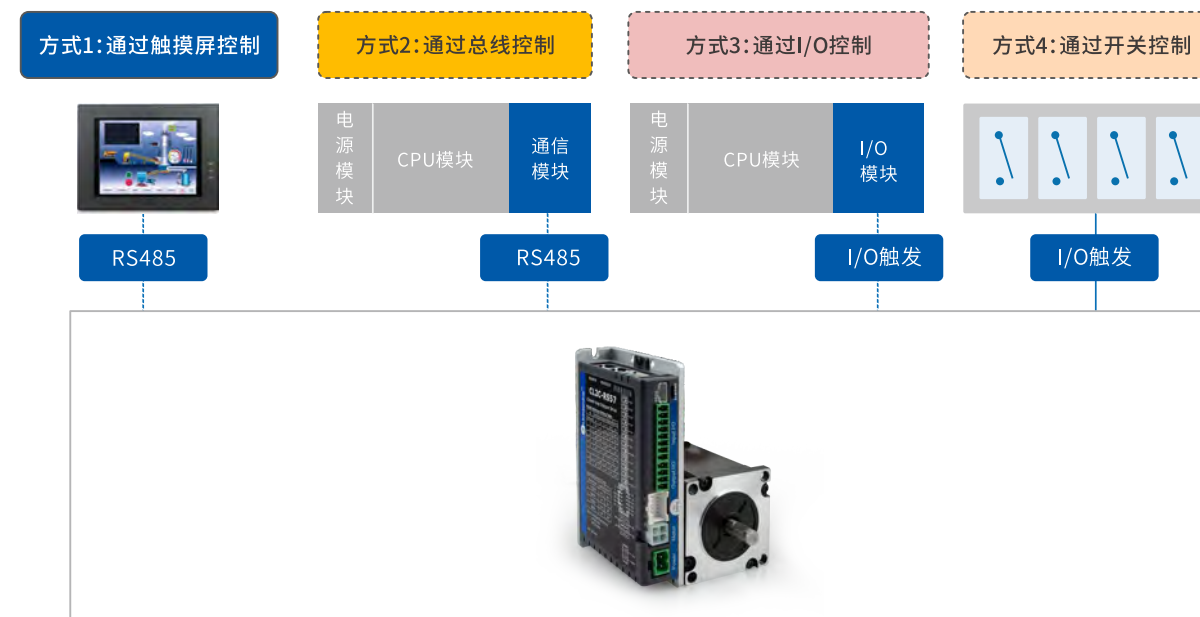 方式1:通过触摸屏控制
方式2:通过总线控制
方式3:通过I/O控制
方式4:通过开关控制
电
源
模
块
CPU模块
通信
模块
电
源
模
块
CPU模块
I/O
模块
RS485
RS485
I/O触发
I/O触发
CL2C-RS57